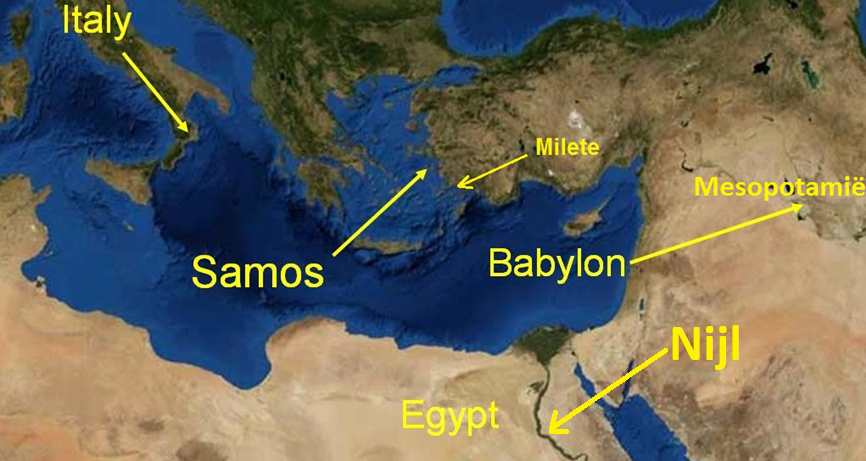 Italy
Milete
Mesopotamië
Samos
Babylon
Nijl
Egypt